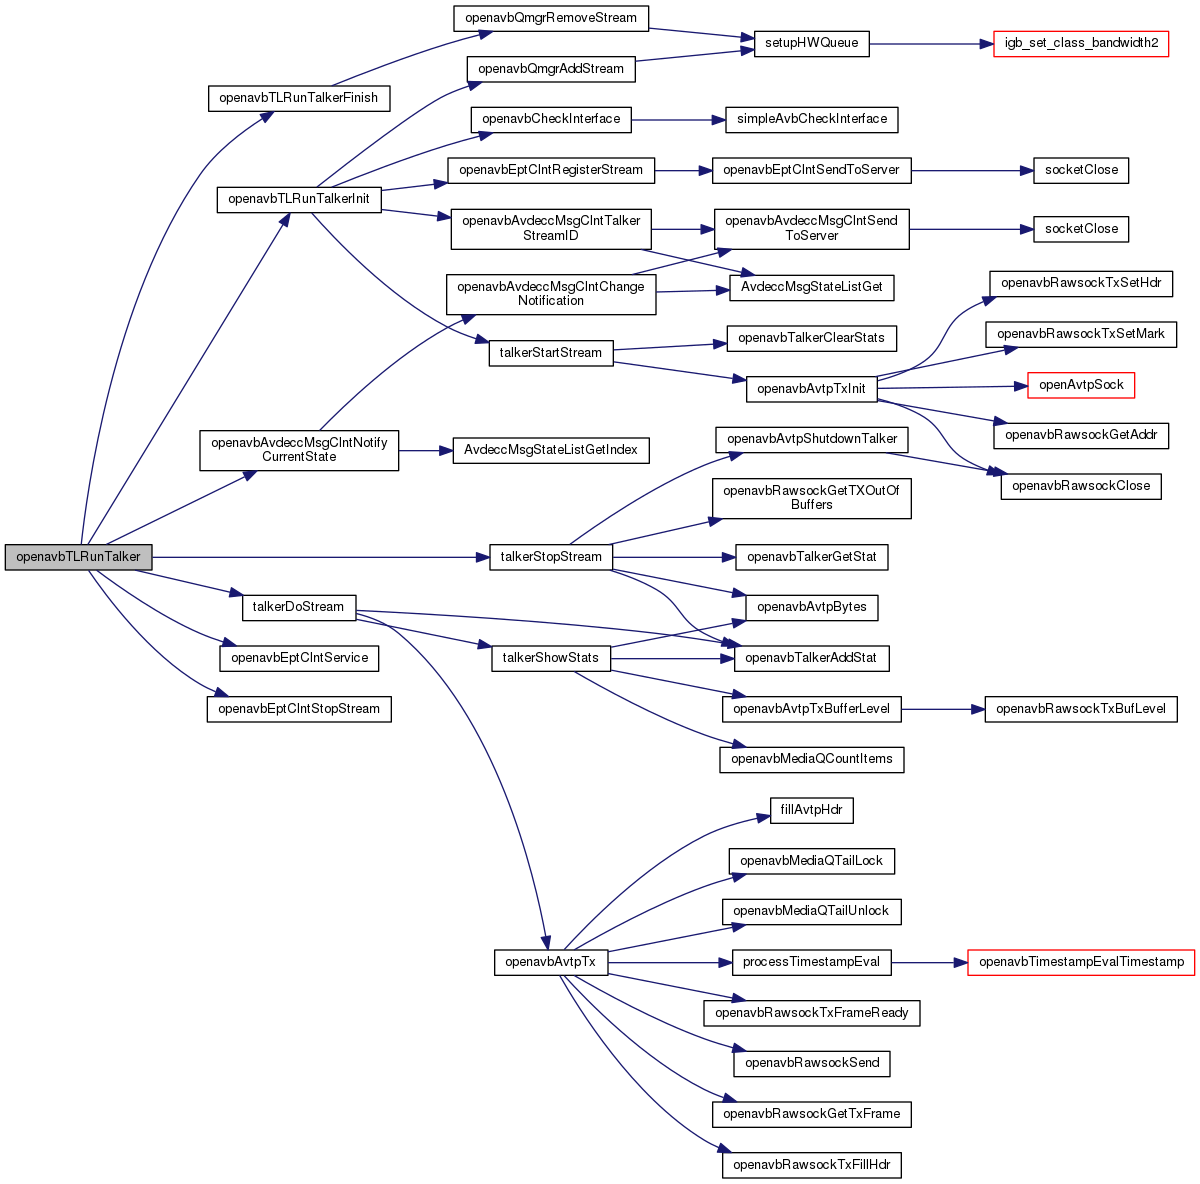 openavbQmgrRemoveStream
setupHWQueue
igb_set_class_bandwidth2
openavbQmgrAddStream
openavbTLRunTalkerFinish
openavbCheckInterface
simpleAvbCheckInterface
openavbEptClntRegisterStream
openavbEptClntSendToServer
socketClose
openavbTLRunTalkerInit
openavbAvdeccMsgClntTalker
StreamID
openavbAvdeccMsgClntSend
ToServer
socketClose
openavbAvdeccMsgClntChange
Notification
AvdeccMsgStateListGet
openavbRawsockTxSetHdr
openavbRawsockTxSetMark
openavbTalkerClearStats
talkerStartStream
openavbAvtpTxInit
openAvtpSock
openavbRawsockGetAddr
openavbAvtpShutdownTalker
openavbAvdeccMsgClntNotify
CurrentState
AvdeccMsgStateListGetIndex
openavbRawsockClose
openavbRawsockGetTXOutOf
Buffers
openavbTLRunTalker
talkerStopStream
openavbTalkerGetStat
talkerDoStream
openavbAvtpBytes
openavbEptClntService
talkerShowStats
openavbTalkerAddStat
openavbEptClntStopStream
openavbAvtpTxBufferLevel
openavbRawsockTxBufLevel
openavbMediaQCountItems
fillAvtpHdr
openavbMediaQTailLock
openavbMediaQTailUnlock
openavbAvtpTx
processTimestampEval
openavbTimestampEvalTimestamp
openavbRawsockTxFrameReady
openavbRawsockSend
openavbRawsockGetTxFrame
openavbRawsockTxFillHdr